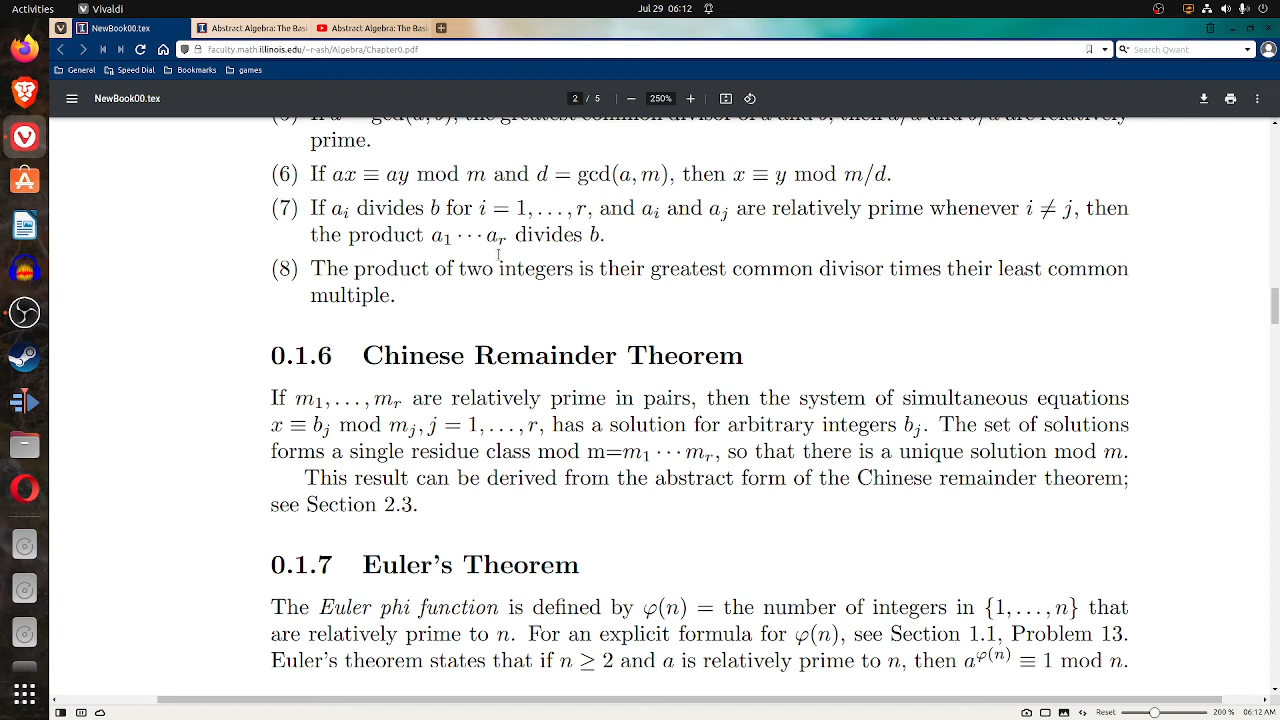 Activities Vivaldi Jul 29 06:12
NewBook00.tex Abstract Algebra: The Basi Abstract Algebra: The Basi
faculty.math.illinois.edu/~r-ash/Algebra/Chapter0.pdf Search Qwant
General Speed Dial Bookmarks games
NewBook00.tex 2 / 5 250%
prime.
(6) If ax ≡ ay mod m and d = gcd(a, m), then x ≡ y mod m/d.
(7) If aᵢ divides b for i = 1, . . . , r, and aᵢ and aⱼ are relatively prime whenever i ≠ j, then
the product a₁ · · · aᵣ divides b.
(8) The product of two integers is their greatest common divisor times their least common
multiple.
0.1.6 Chinese Remainder Theorem
If m₁, . . . , mᵣ are relatively prime in pairs, then the system of simultaneous equations
x ≡ bⱼ mod mⱼ, j = 1, . . . , r, has a solution for arbitrary integers bⱼ. The set of solutions
forms a single residue class mod m=m₁ · · · mᵣ, so that there is a unique solution mod m.
This result can be derived from the abstract form of the Chinese remainder theorem;
see Section 2.3.
0.1.7 Euler's Theorem
The Euler phi function is defined by φ(n) = the number of integers in {1, . . . , n} that
are relatively prime to n. For an explicit formula for φ(n), see Section 1.1, Problem 13.
Euler's theorem states that if n ≥ 2 and a is relatively prime to n, then a^φ(n) ≡ 1 mod n.
Reset 200 % 06:12 AM